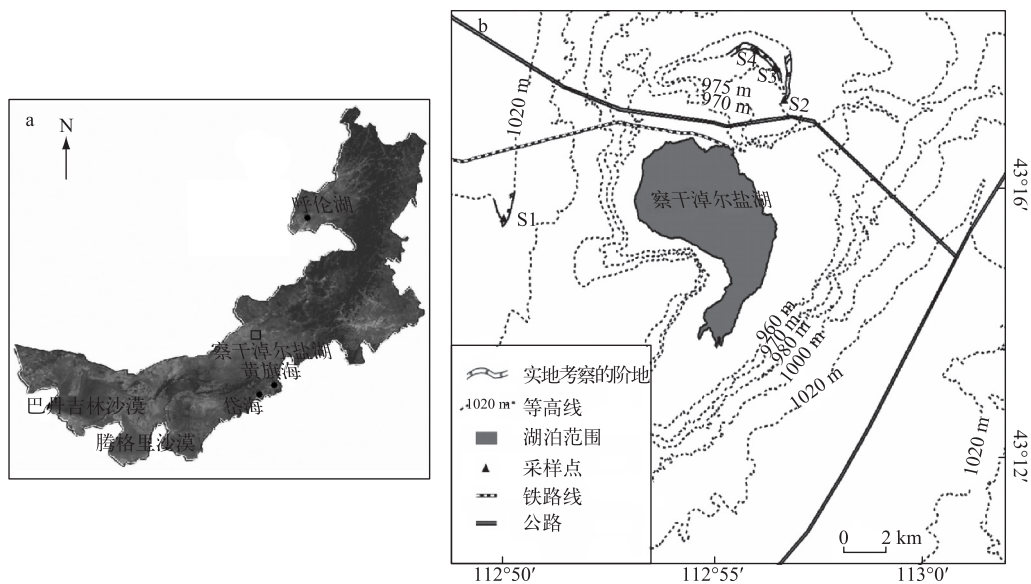 a
N
呼伦湖
察干淖尔盐湖
黄旗海
岱海
巴丹吉林沙漠
腾格里沙漠
b
1020 m
S4
S3
975 m
970 m
S2
S1
察干淖尔盐湖
43°16′
960 m
970 m
980 m
1000 m
1020 m
1020 m
43°12′
实地考察的阶地
1020 m 等高线
湖泊范围
采样点
铁路线
公路
0 2 km
112°50′ 112°55′ 113°0′